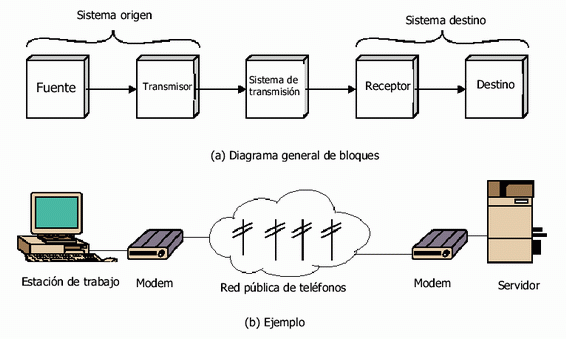 Sistema origen
Sistema destino
Fuente
Transmisor
Sistema de
transmisión
Receptor
Destino
(a) Diagrama general de bloques
Estación de trabajo
Modem
Red pública de teléfonos
Modem
Servidor
(b) Ejemplo